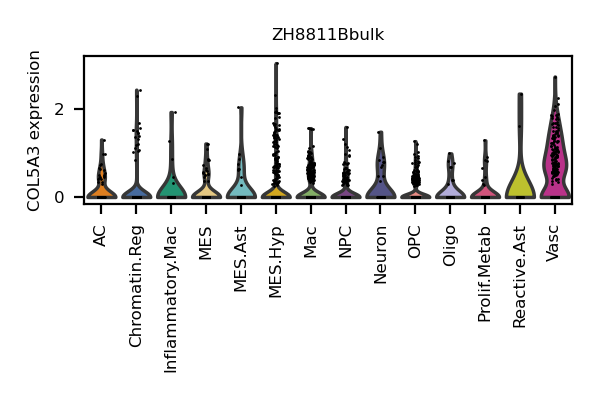 ZH8811Bbulk
COL5A3 expression
2
0
AC
Chromatin.Reg
Inflammatory.Mac
MES
MES.Ast
MES.Hyp
Mac
NPC
Neuron
OPC
Oligo
Prolif.Metab
Reactive.Ast
Vasc